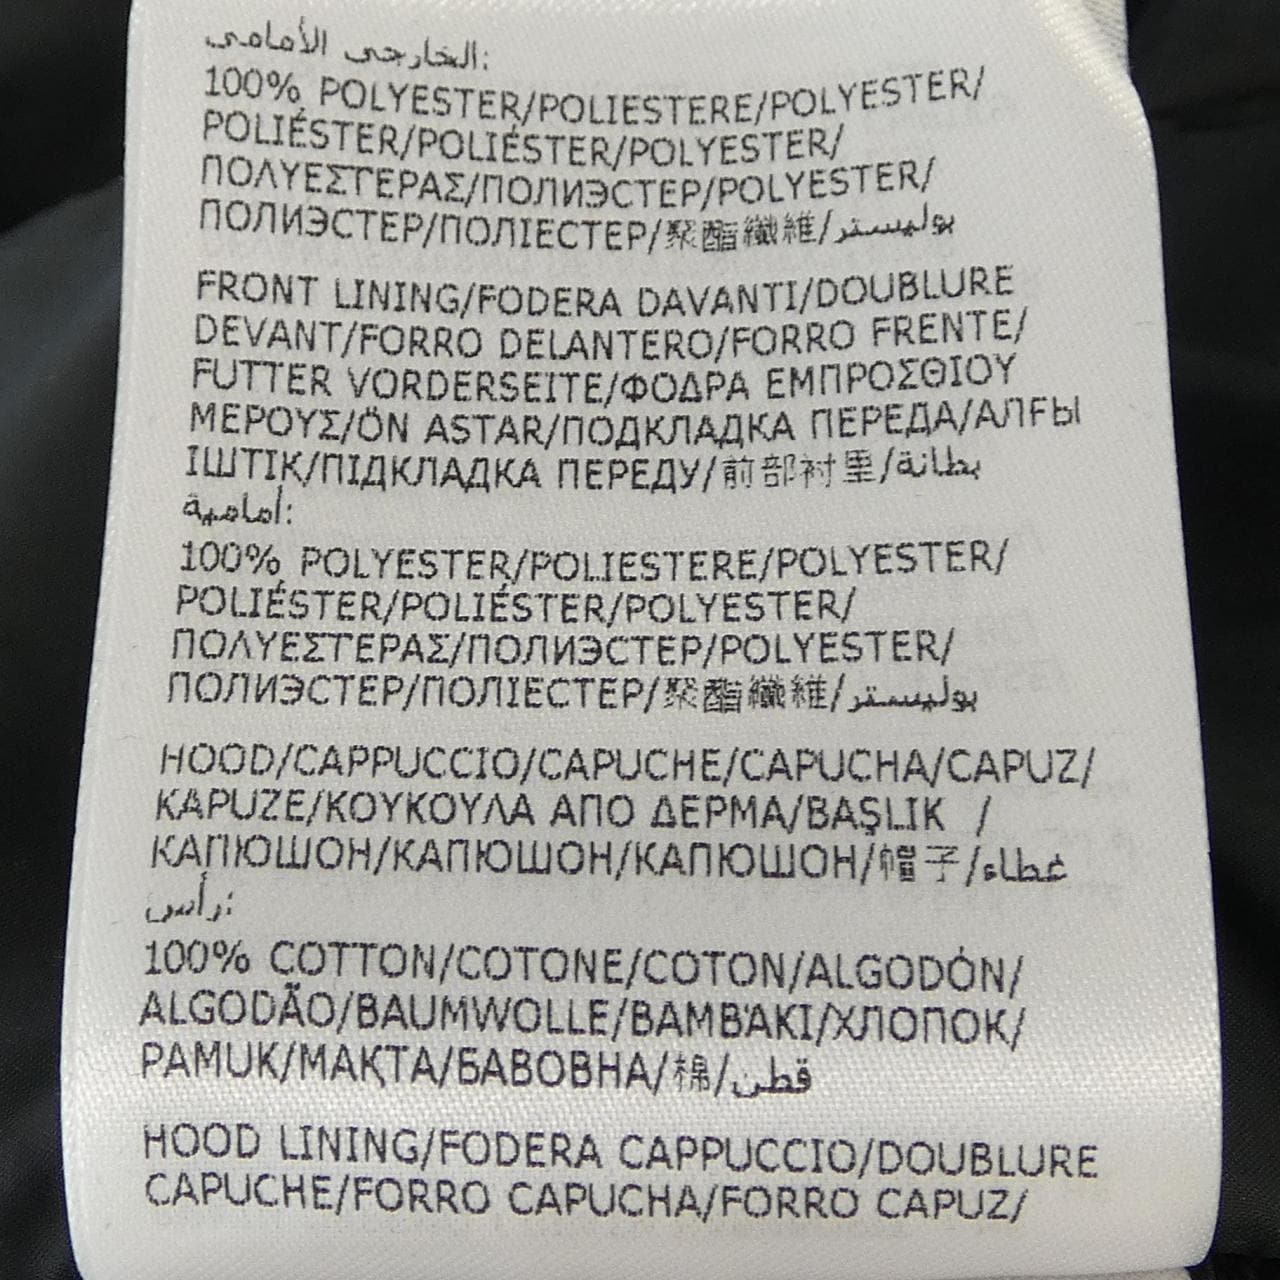 الخارجي الأمامي:
100% POLYESTER/POLIESTERE/POLYESTER/
POLIÉSTER/POLIÉSTER/POLYESTER/
ΠΟΛΥΕΣΤΕΡΑΣ/ПОЛИЭСТЕР/POLYESTER/
ПОЛИЭСТЕР/ПОЛІЕСТЕР/聚酯纖維/بوليستر
FRONT LINING/FODERA DAVANTI/DOUBLURE
DEVANT/FORRO DELANTERO/FORRO FRENTE/
FUTTER VORDERSEITE/ΦΟΔΡΑ ΕΜΠΡΟΣΘΙΟΥ
ΜΕΡΟΥΣ/ÖN ASTAR/ПОДКЛАДКА ПЕРЕДА/АЛҒЫ
ІШТІК/ПІДКЛАДКА ПЕРЕДУ/前部衬里/بطانة
أمامية:
100% POLYESTER/POLIESTERE/POLYESTER/
POLIÉSTER/POLIÉSTER/POLYESTER/
ΠΟΛΥΕΣΤΕΡΑΣ/ПОЛИЭСТЕР/POLYESTER/
ПОЛИЭСТЕР/ПОЛІЕСТЕР/聚酯纖維/بوليستر
HOOD/CAPPUCCIO/CAPUCHE/CAPUCHA/CAPUZ/
KAPUZE/ΚΟΥΚΟΥΛΑ ΑΠΟ ΔΕΡΜΑ/BAŞLIK /
КАПЮШОН/КАПЮШОН/КАПЮШОН/帽子/غطاء
رأس:
100% COTTON/COTONE/COTON/ALGODÓN/
ALGODÃO/BAUMWOLLE/ΒΑΜΒΆΚΙ/ХЛОПОК/
PAMUK/МАҚТА/БАВОВНА/棉/قطن
HOOD LINING/FODERA CAPPUCCIO/DOUBLURE
CAPUCHE/FORRO CAPUCHA/FORRO CAPUZ/